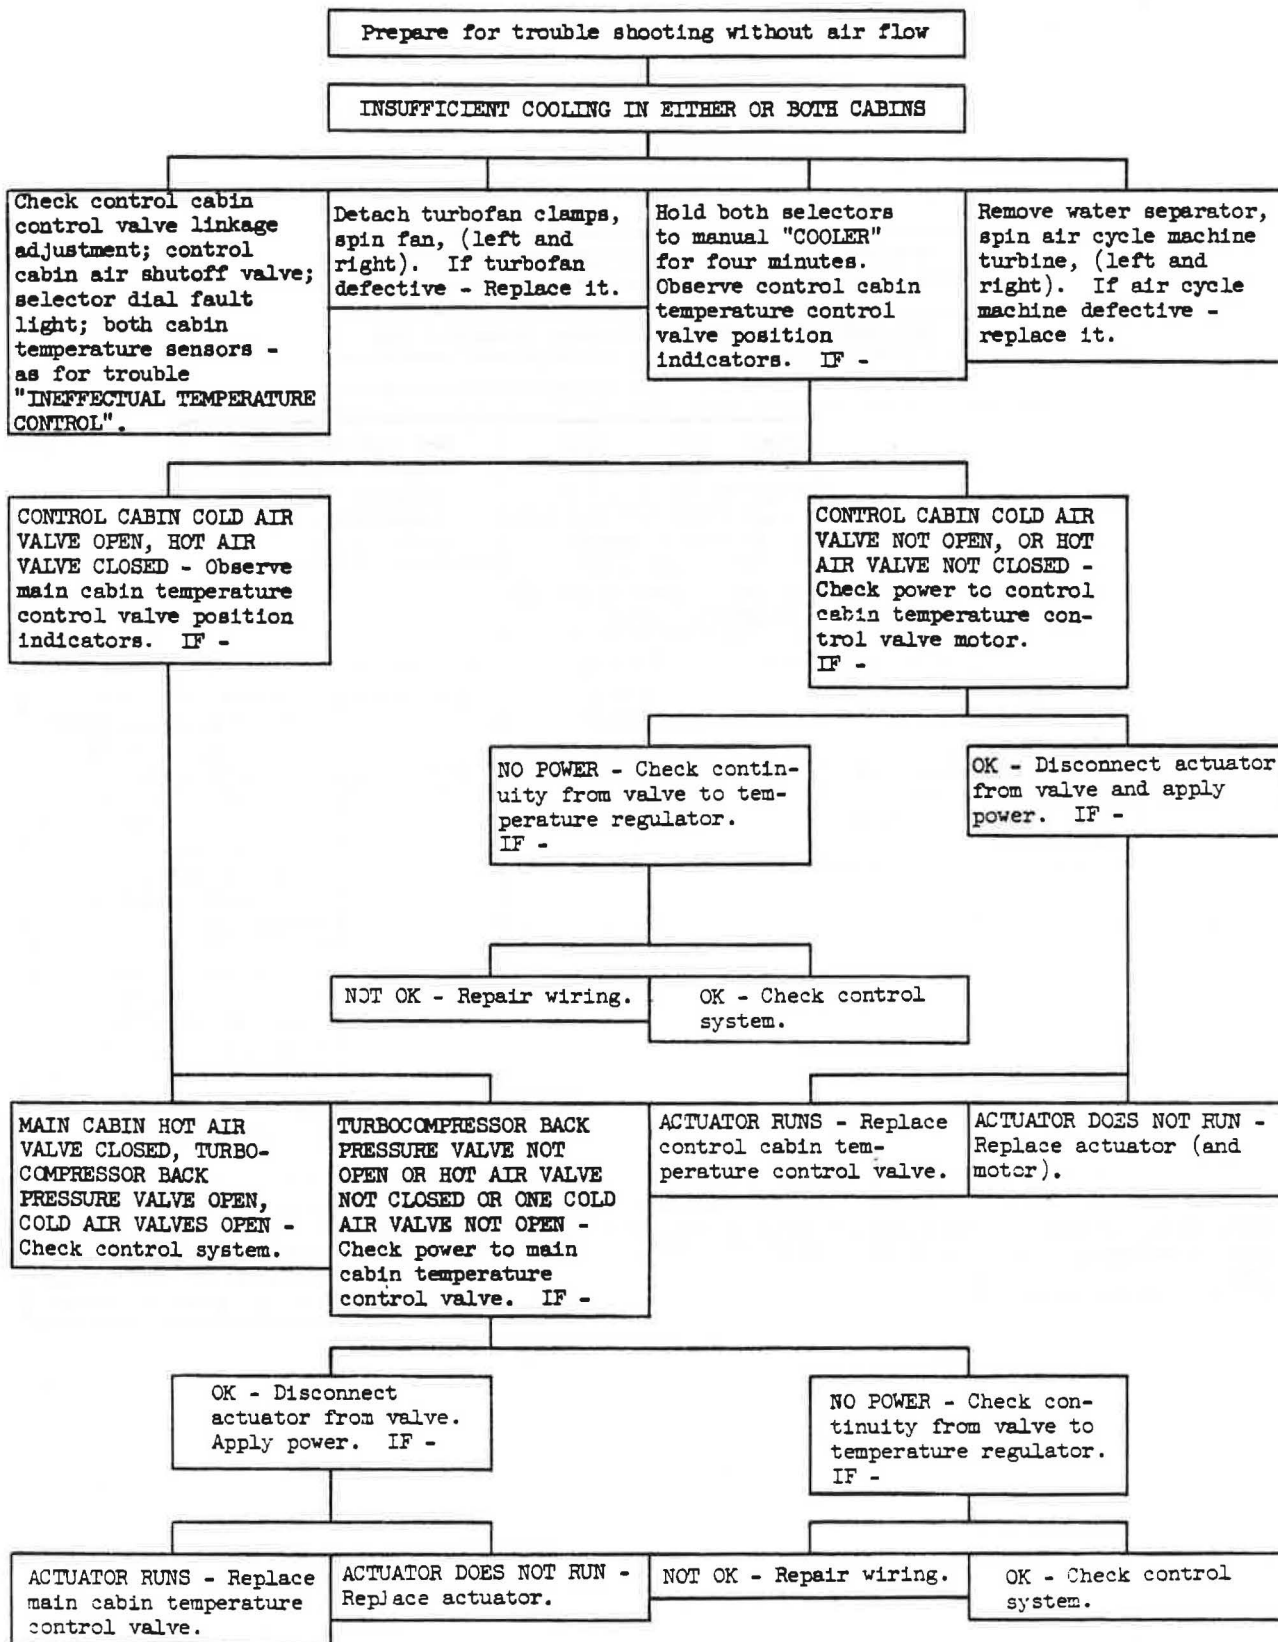 Prepare for trouble shooting without air flow
INSUFFICIENT COOLING IN EITHER OR BOTH CABINS
Check control cabin
control valve linkage
adjustment; control
cabin air shutoff valve;
selector dial fault
light; both cabin
temperature sensors -
as for trouble
"INEFFECTUAL TEMPERATURE
CONTROL".
Detach turbofan clamps,
spin fan, (left and
right). If turbofan
defective - Replace it.
Hold both selectors
to manual "COOLER"
for four minutes.
Observe control cabin
temperature control
valve position
indicators. IF -
Remove water separator,
spin air cycle machine
turbine, (left and
right). If air cycle
machine defective -
replace it.
CONTROL CABIN COLD AIR
VALVE OPEN, HOT AIR
VALVE CLOSED - Observe
main cabin temperature
control valve position
indicators. IF -
CONTROL CABIN COLD AIR
VALVE NOT OPEN, OR HOT
AIR VALVE NOT CLOSED -
Check power to control
cabin temperature con-
trol valve motor.
IF -
NO POWER - Check contin-
uity from valve to tem-
perature regulator.
IF -
OK - Disconnect actuator
from valve and apply
power. IF -
NOT OK - Repair wiring.
OK - Check control
system.
MAIN CABIN HOT AIR
VALVE CLOSED, TURBO-
COMPRESSOR BACK
PRESSURE VALVE OPEN,
COLD AIR VALVES OPEN -
Check control system.
TURBOCOMPRESSOR BACK
PRESSURE VALVE NOT
OPEN OR HOT AIR VALVE
NOT CLOSED OR ONE COLD
AIR VALVE NOT OPEN -
Check power to main
cabin temperature
control valve. IF -
ACTUATOR RUNS - Replace
control cabin tem-
perature control valve.
ACTUATOR DOES NOT RUN -
Replace actuator (and
motor).
OK - Disconnect
actuator from valve.
Apply power. IF -
NO POWER - Check con-
tinuity from valve to
temperature regulator.
IF -
ACTUATOR RUNS - Replace
main cabin temperature
control valve.
ACTUATOR DOES NOT RUN -
Replace actuator.
NOT OK - Repair wiring.
OK - Check control
system.